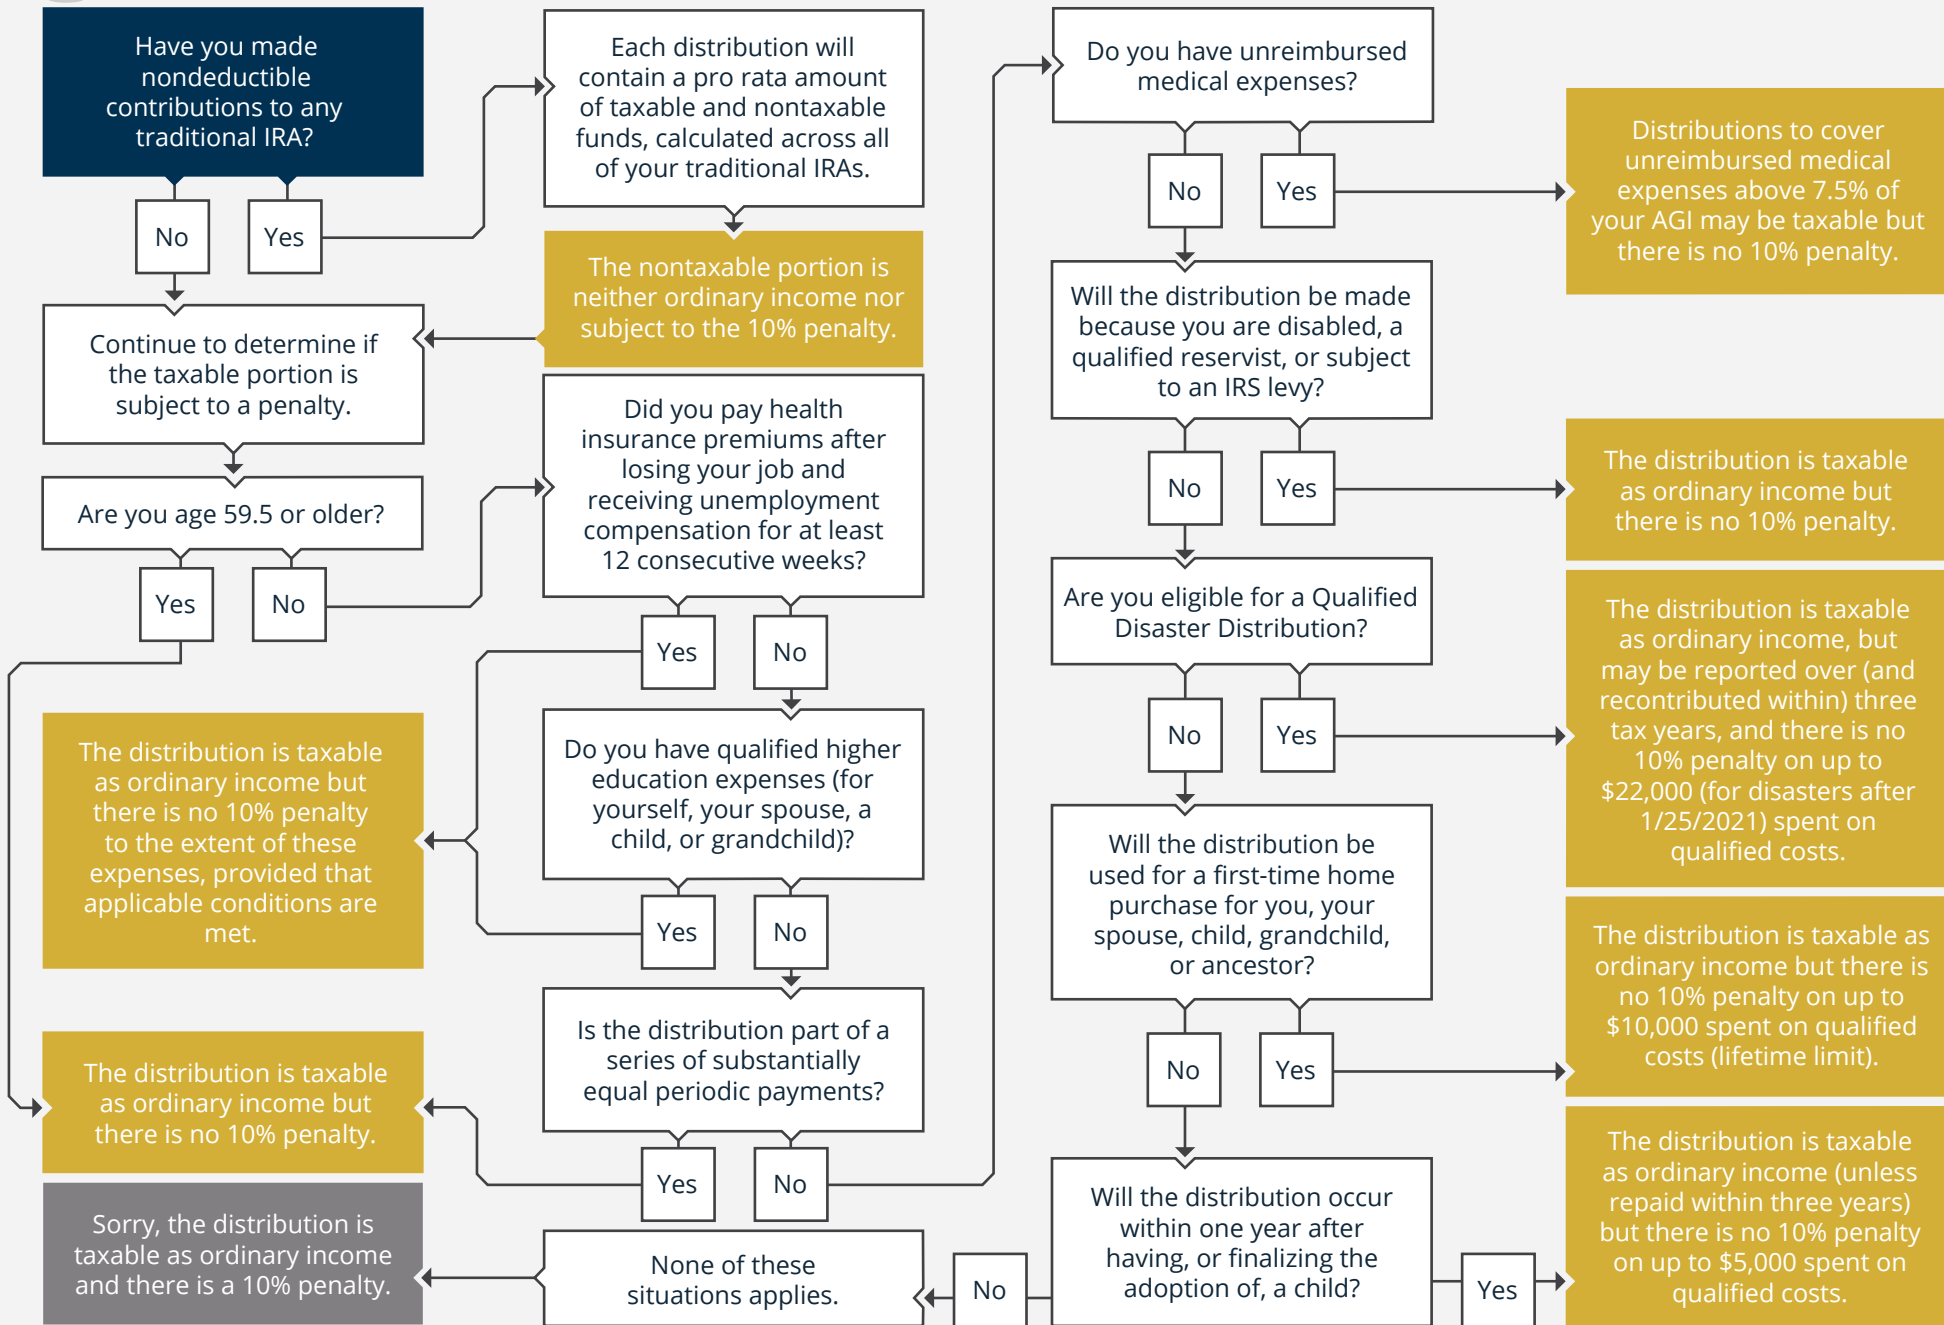 Have you made
nondeductible
contributions to any
traditional IRA?
No
Yes
Each distribution will
contain a pro rata amount
of taxable and nontaxable
funds, calculated across all
of your traditional IRAs.
The nontaxable portion is
neither ordinary income nor
subject to the 10% penalty.
Continue to determine if
the taxable portion is
subject to a penalty.
Are you age 59.5 or older?
Yes
No
Did you pay health
insurance premiums after
losing your job and
receiving unemployment
compensation for at least
12 consecutive weeks?
Yes
No
The distribution is taxable
as ordinary income but
there is no 10% penalty
to the extent of these
expenses, provided that
applicable conditions are
met.
Do you have qualified higher
education expenses (for
yourself, your spouse, a
child, or grandchild)?
Yes
No
Is the distribution part of a
series of substantially
equal periodic payments?
Yes
No
The distribution is taxable
as ordinary income but
there is no 10% penalty.
Sorry, the distribution is
taxable as ordinary income
and there is a 10% penalty.
None of these
situations applies.
Do you have unreimbursed
medical expenses?
No
Yes
Distributions to cover
unreimbursed medical
expenses above 7.5% of
your AGI may be taxable but
there is no 10% penalty.
Will the distribution be made
because you are disabled, a
qualified reservist, or subject
to an IRS levy?
No
Yes
The distribution is taxable
as ordinary income but
there is no 10% penalty.
Are you eligible for a Qualified
Disaster Distribution?
No
Yes
The distribution is taxable
as ordinary income, but
may be reported over (and
recontributed within) three
tax years, and there is no
10% penalty on up to
$22,000 (for disasters after
1/25/2021) spent on
qualified costs.
Will the distribution be
used for a first-time home
purchase for you, your
spouse, child, grandchild,
or ancestor?
No
Yes
The distribution is taxable as
ordinary income but there is
no 10% penalty on up to
$10,000 spent on qualified
costs (lifetime limit).
Will the distribution occur
within one year after
having, or finalizing the
adoption of, a child?
No
Yes
The distribution is taxable
as ordinary income (unless
repaid within three years)
but there is no 10% penalty
on up to $5,000 spent on
qualified costs.